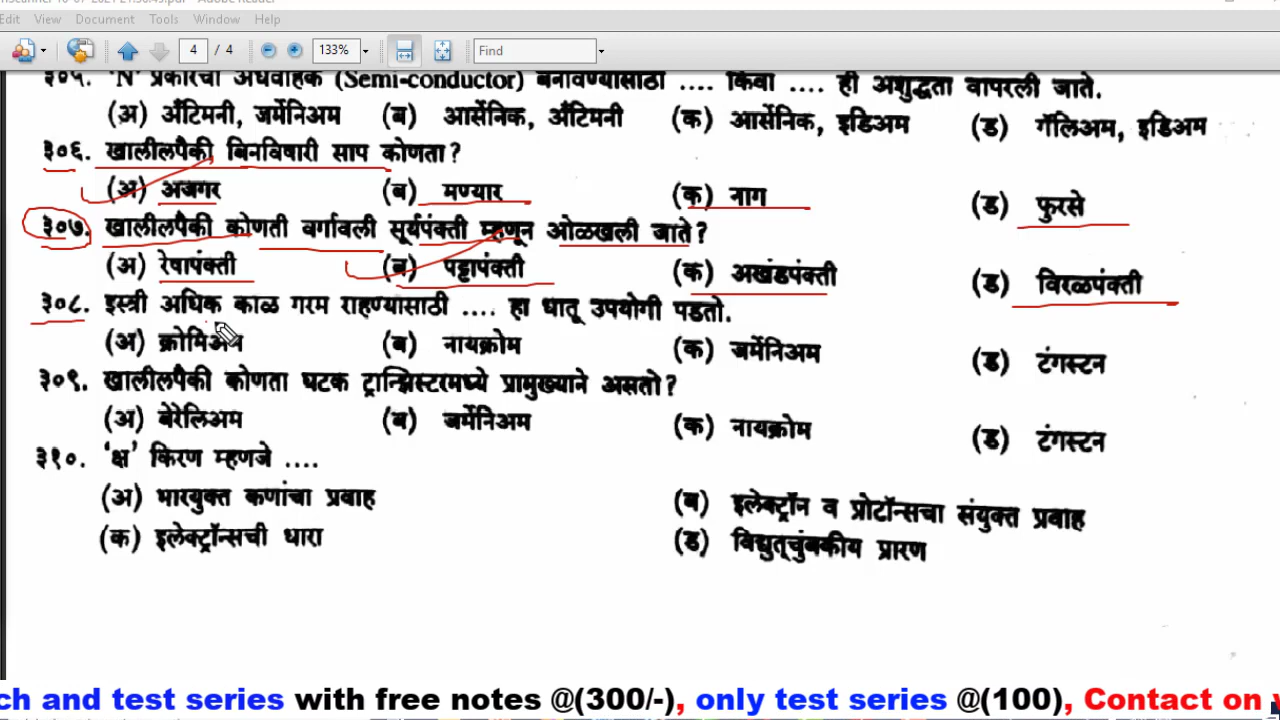 Edit View Document Tools Window Help
4 / 4 133% Find
३०५. 'N' प्रकारचा अर्धवाहक (Semi-conductor) बनविण्यासाठी .... किंवा .... ही अशुद्धता वापरली जाते.
(अ) अँटिमनी, जर्मेनिअम (ब) आर्सेनिक, अँटिमनी (क) आर्सेनिक, इडिअम (ड) गॅलिअम, इडिअम
३०६. खालीलपैकी बिनविषारी साप कोणता?
(अ) अजगर (ब) मण्यार (क) नाग (ड) फुरसे
३०७. खालीलपैकी कोणती वर्गावली सूर्यपंक्ती म्हणून ओळखली जाते?
(अ) रेषापंक्ती (ब) पट्टापंक्ती (क) अखंडपंक्ती (ड) विरळपंक्ती
३०८. इस्त्री अधिक काळ गरम राहण्यासाठी .... हा धातू उपयोगी पडतो.
(अ) क्रोमिअम (ब) नायक्रोम (क) जर्मेनिअम (ड) टंगस्टन
३०९. खालीलपैकी कोणता घटक ट्रान्झिस्टरमध्ये प्रामुख्याने असतो?
(अ) बेरेलिअम (ब) जर्मेनिअम (क) नायक्रोम (ड) टंगस्टन
३१०. 'क्ष' किरण म्हणजे ....
(अ) भारयुक्त कणांचा प्रवाह (ब) इलेक्ट्रॉन व प्रोटॉन्सचा संयुक्त प्रवाह
(क) इलेक्ट्रॉन्सची धारा (ड) विद्युत्चुंबकीय प्रारण
ch and test series with free notes @(300/-), only test series @(100), Contact on